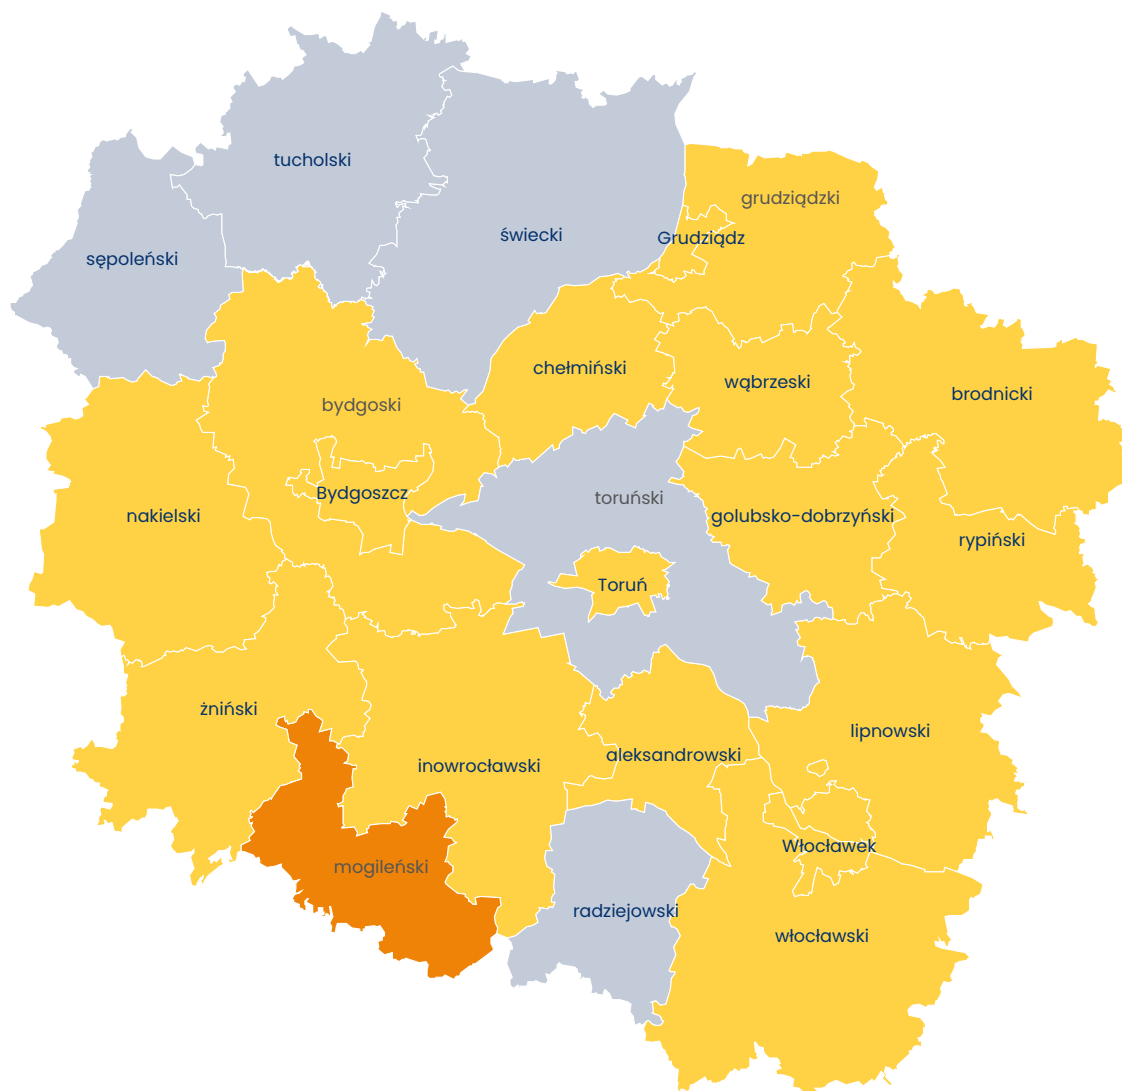 tucholski
grudziądzki
świecki
Grudziądz
sępoleński
chełmiński
wąbrzeski
brodnicki
bydgoski
Bydgoszcz
toruński
nakielski
golubsko-dobrzyński
rypiński
Toruń
żniński
lipnowski
aleksandrowski
inowrocławski
Włocławek
mogileński
radziejowski
włocławski